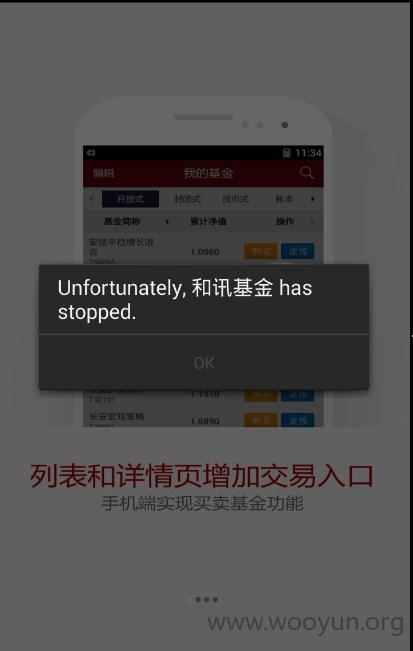 11:34
编辑
我的基金
开放式
封闭式
货币式
账本
基金简称
累计净值
操作
安信平稳增长混
合
1.0960
购买
定投
750005
Unfortunately, 和讯基金 has
stopped.
OK
740101
1.1410
购买
定投
长安宏观策略
1.6890
购买
定投
列表和详情页增加交易入口
手机端实现买卖基金功能
www.wooyun.org